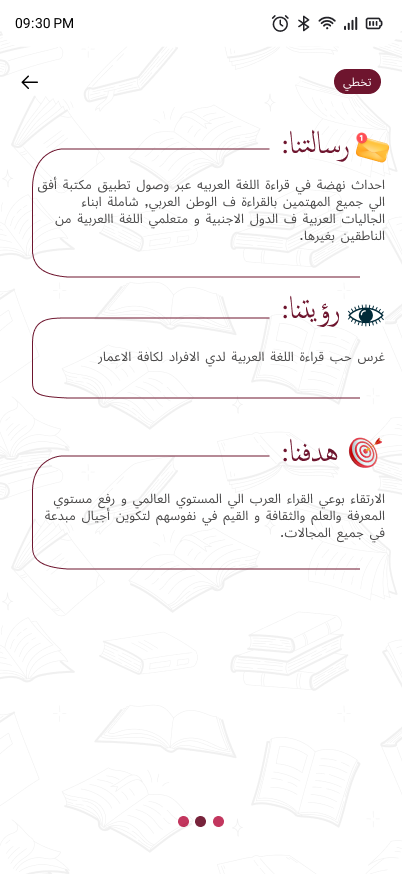 09:30 PM
تخطي
رسالتنا:
احداث نهضة في قراءة اللغة العربيه عبر وصول تطبيق مكتبة أفق
الي جميع المهتمين بالقراءة ف الوطن العربي, شاملة ابناء
الجاليات العربية ف الدول الاجنبية و متعلمي اللغة االعربية من
الناطقين بغيرها.
رؤيتنا:
غرس حب قراءة اللغة العربية لدي الافراد لكافة الاعمار
هدفنا:
الارتقاء بوعي القراء العرب الي المستوي العالمي و رفع مستوي
المعرفة والعلم والثقافة و القيم في نفوسهم لتكوين أجيال مبدعة
في جميع المجالات.